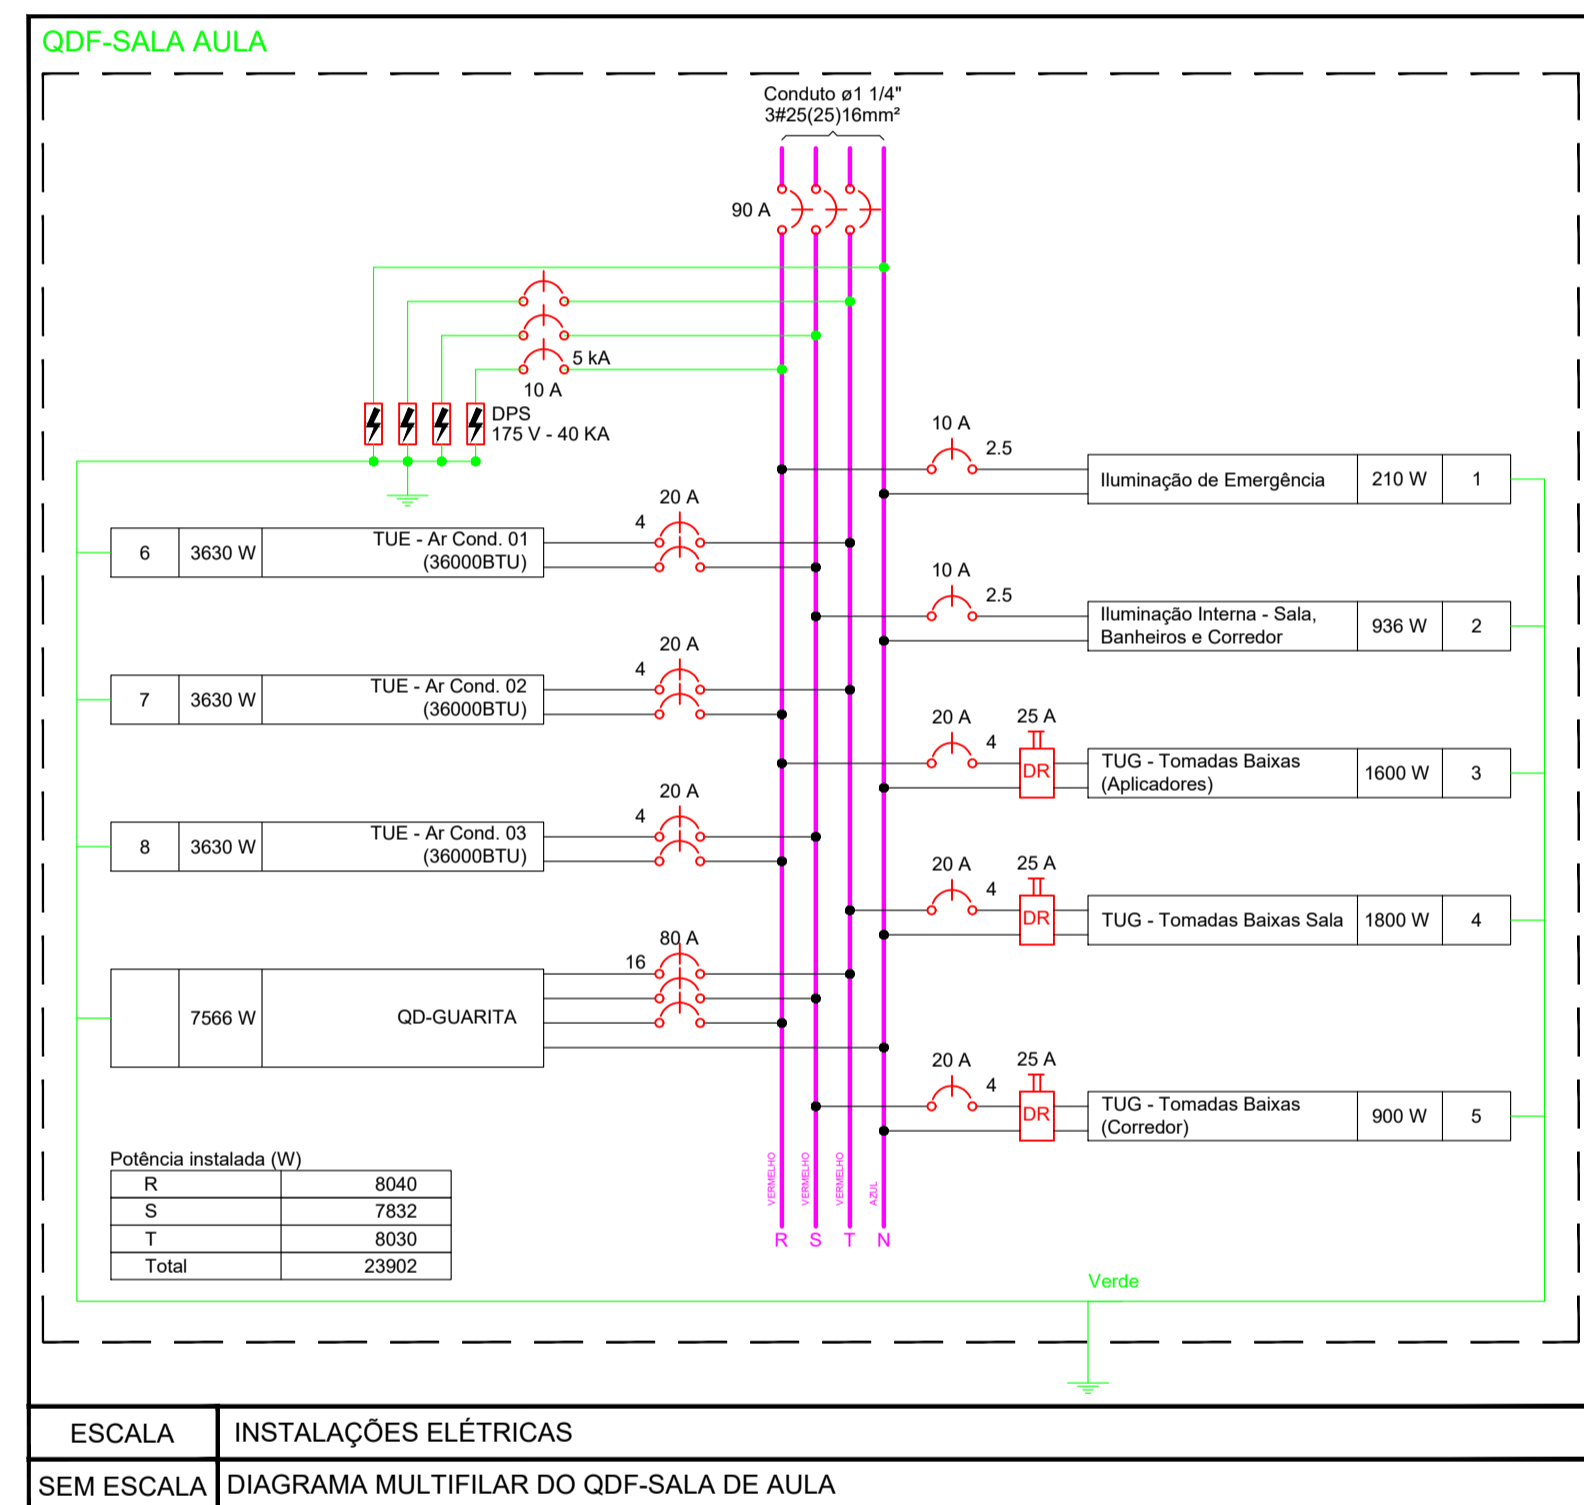 QDF-SALA AULA
Conduto ø1 1/4"
3#25(25)16mm²
90 A
5 kA
10 A
DPS
175 V - 40 KA
10 A
2.5
Iluminação de Emergência 210 W 1
20 A
4
6 3630 W TUE - Ar Cond. 01
(36000BTU)
10 A
2.5
Iluminação Interna - Sala,
Banheiros e Corredor 936 W 2
20 A
4
7 3630 W TUE - Ar Cond. 02
(36000BTU)
20 A 25 A
4
DR
TUG - Tomadas Baixas
(Aplicadores) 1600 W 3
20 A
4
8 3630 W TUE - Ar Cond. 03
(36000BTU)
20 A 25 A
4
DR
TUG - Tomadas Baixas Sala 1800 W 4
80 A
16
7566 W QD-GUARITA
20 A 25 A
4
DR
TUG - Tomadas Baixas
(Corredor) 900 W 5
Potência instalada (W)
R 8040
S 7832
T 8030
Total 23902
VERMELHO
VERMELHO
VERMELHO
AZUL
R S T N
Verde
ESCALA INSTALAÇÕES ELÉTRICAS
SEM ESCALA DIAGRAMA MULTIFILAR DO QDF-SALA DE AULA